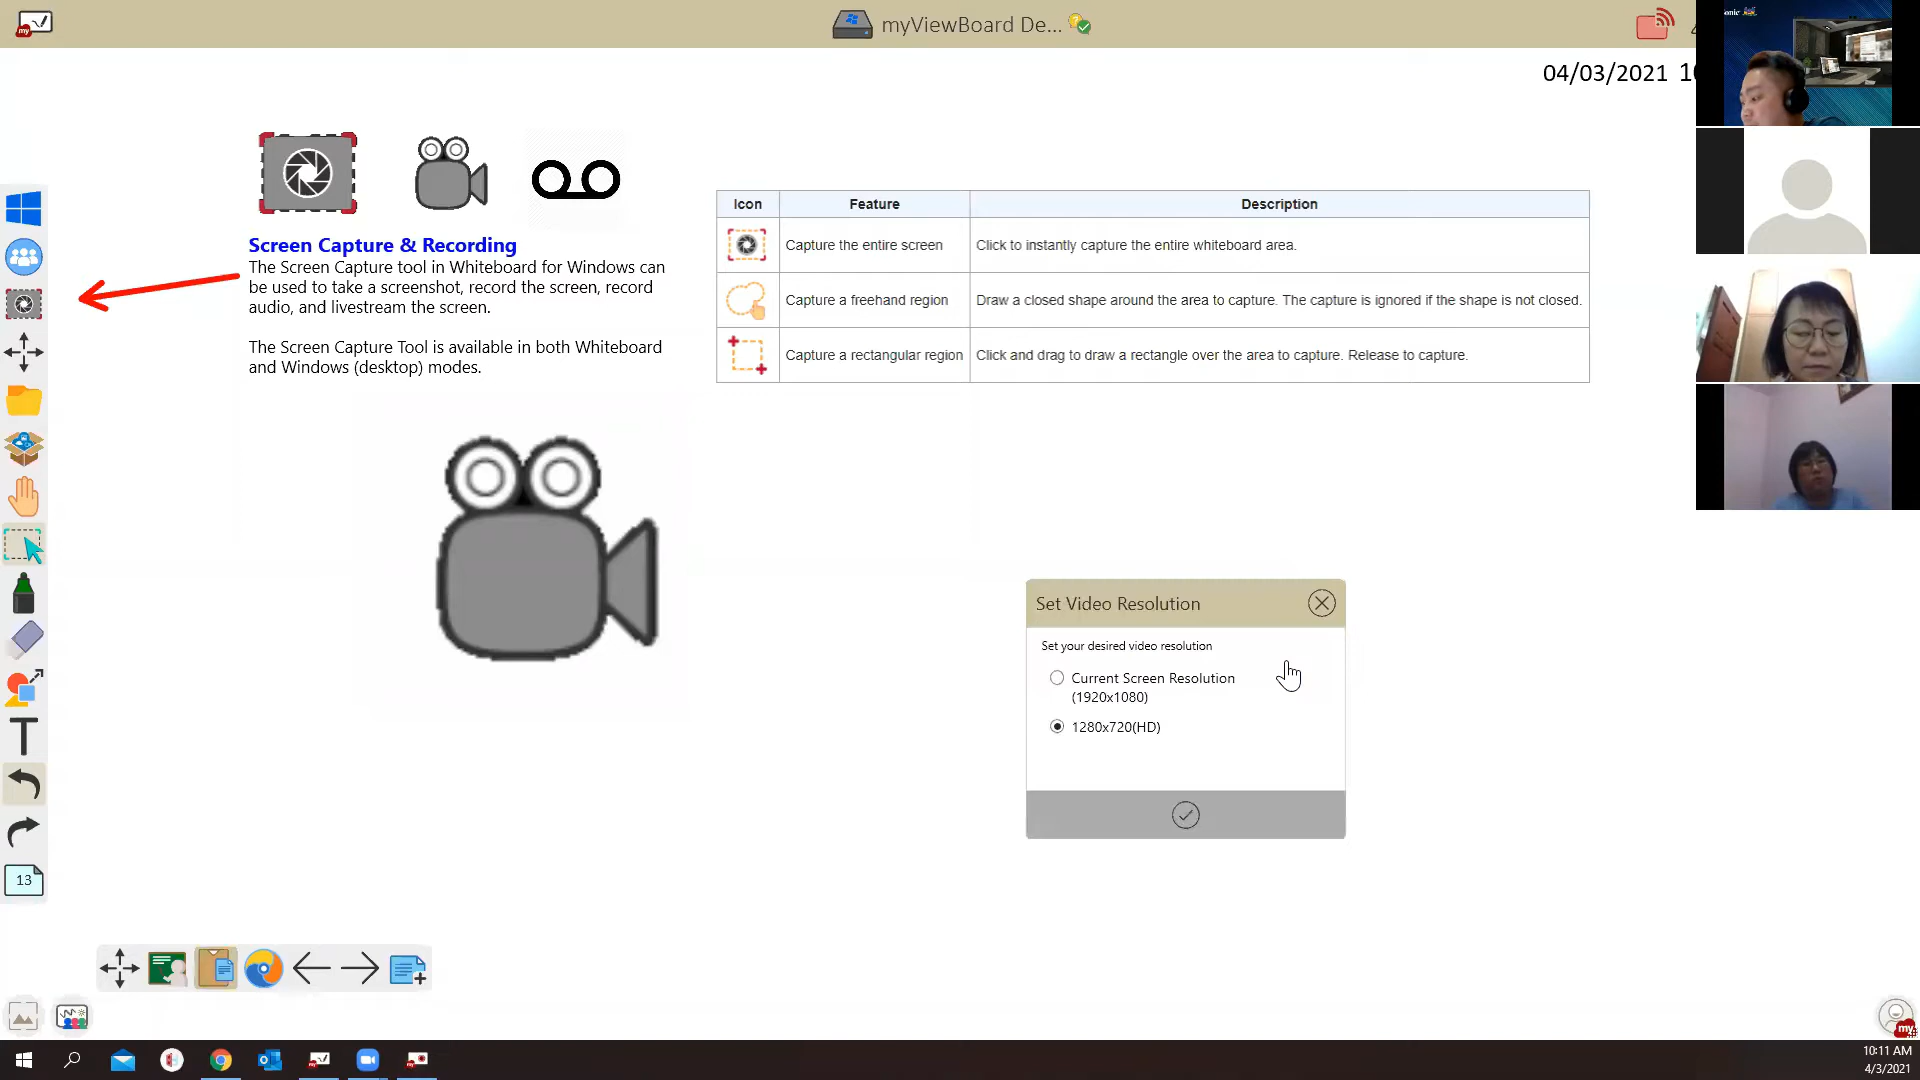 myViewBoard De...
04/03/2021 1
Screen Capture & Recording
The Screen Capture tool in Whiteboard for Windows can
be used to take a screenshot, record the screen, record
audio, and livestream the screen.
The Screen Capture Tool is available in both Whiteboard
and Windows (desktop) modes.
Icon Feature Description
Capture the entire screen Click to instantly capture the entire whiteboard area.
Capture a freehand region Draw a closed shape around the area to capture. The capture is ignored if the shape is not closed.
Capture a rectangular region Click and drag to draw a rectangle over the area to capture. Release to capture.
Set Video Resolution
Set your desired video resolution
Current Screen Resolution
(1920x1080)
1280x720(HD)
T
13
my
my
10:11 AM
4/3/2021